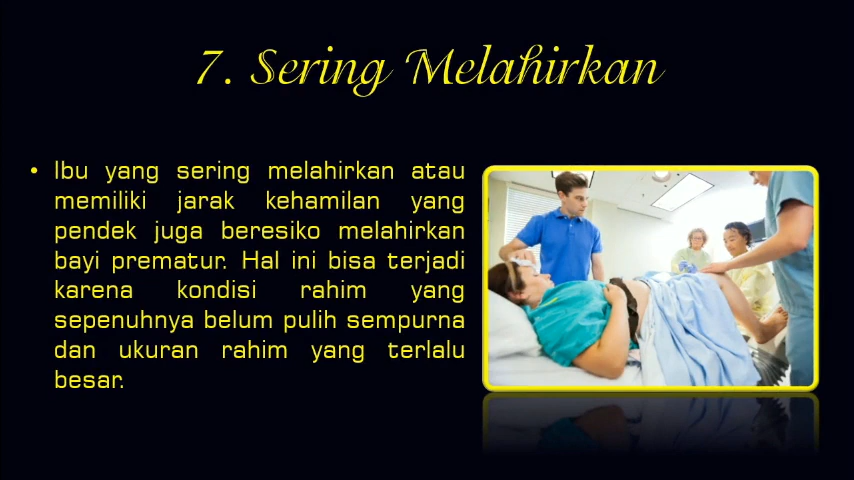 7. Sering Melahirkan
• Ibu yang sering melahirkan atau
memiliki jarak kehamilan yang
pendek juga beresiko melahirkan
bayi prematur. Hal ini bisa terjadi
karena kondisi rahim yang
sepenuhnya belum pulih sempurna
dan ukuran rahim yang terlalu
besar.